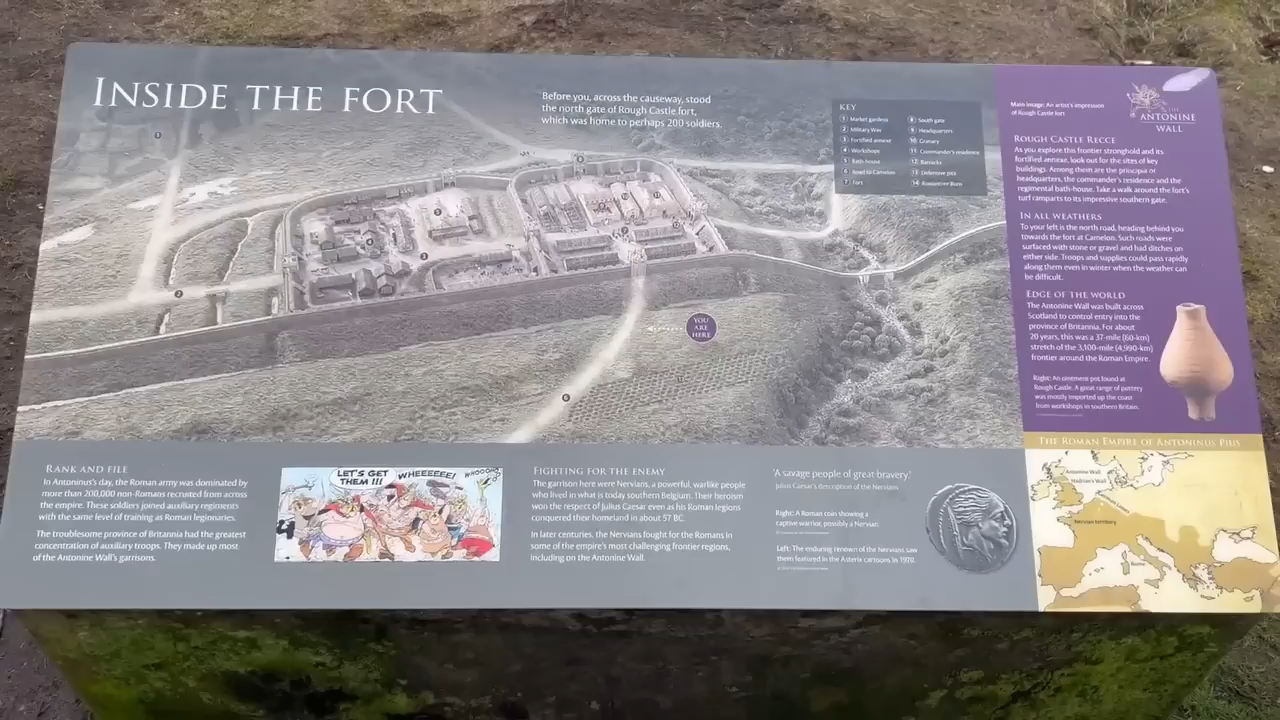 INSIDE THE FORT
Before you, across the causeway, stood
the north gate of Rough Castle fort,
which was home to perhaps 200 soldiers.
KEY
1 Market gardens
2 Military Way
3 Fortified annexe
4 Workshops
5 Bath-house
6 Road to Camelon
7 Fort
8 South gate
9 Headquarters
10 Granary
11 Commander's residence
12 Barracks
13 Defensive pits
14 Rowantree Burn
YOU
ARE
HERE
Main image: An artist's impression
of Rough Castle fort
THE
ANTONINE
WALL
ROUGH CASTLE RECCE
As you explore this frontier stronghold and its
fortified annexe, look out for the sites of key
buildings. Among them are the principia or
headquarters, the commander's residence and the
regimental bath-house. Take a walk around the fort's
turf ramparts to its impressive southern gate.
IN ALL WEATHERS
To your left is the north road, heading behind you
towards the fort at Camelon. Such roads were
surfaced with stone or gravel and had ditches on
either side. Troops and supplies could pass rapidly
along them even in winter when the weather can
be difficult.
EDGE OF THE WORLD
The Antonine Wall was built across
Scotland to control entry into the
province of Britannia. For about
20 years, this was a 37-mile (60-km)
stretch of the 3,100-mile (4,990-km)
frontier around the Roman Empire.
Right: An ointment pot found at
Rough Castle. A great range of pottery
was mostly imported up the coast
from workshops in southern Britain.
THE ROMAN EMPIRE OF ANTONINUS PIUS
Antonine Wall
Hadrian's Wall
Nervian territory
Rome
RANK AND FILE
In Antoninus's day, the Roman army was dominated by
more than 200,000 non-Romans recruited from across
the empire. These soldiers joined auxiliary regiments
with the same level of training as Roman legionaries.
The troublesome province of Britannia had the greatest
concentration of auxiliary troops. They made up most
of the Antonine Wall's garrisons.
LET'S GET
THEM!!!
WHEEEEEE!
FIGHTING FOR THE ENEMY
The garrison here were Nervians, a powerful, warlike people
who lived in what is today southern Belgium. Their heroism
won the respect of Julius Caesar even as his Roman legions
conquered their homeland in about 57 BC.
In later centuries, the Nervians fought for the Romans in
some of the empire's most challenging frontier regions,
including on the Antonine Wall.
'A savage people of great bravery.'
Julius Caesar's description of the Nervians
Right: A Roman coin showing a
captive warrior, possibly a Nervian.
Left: The enduring renown of the Nervians saw
them featured in the Asterix cartoons in 1978.